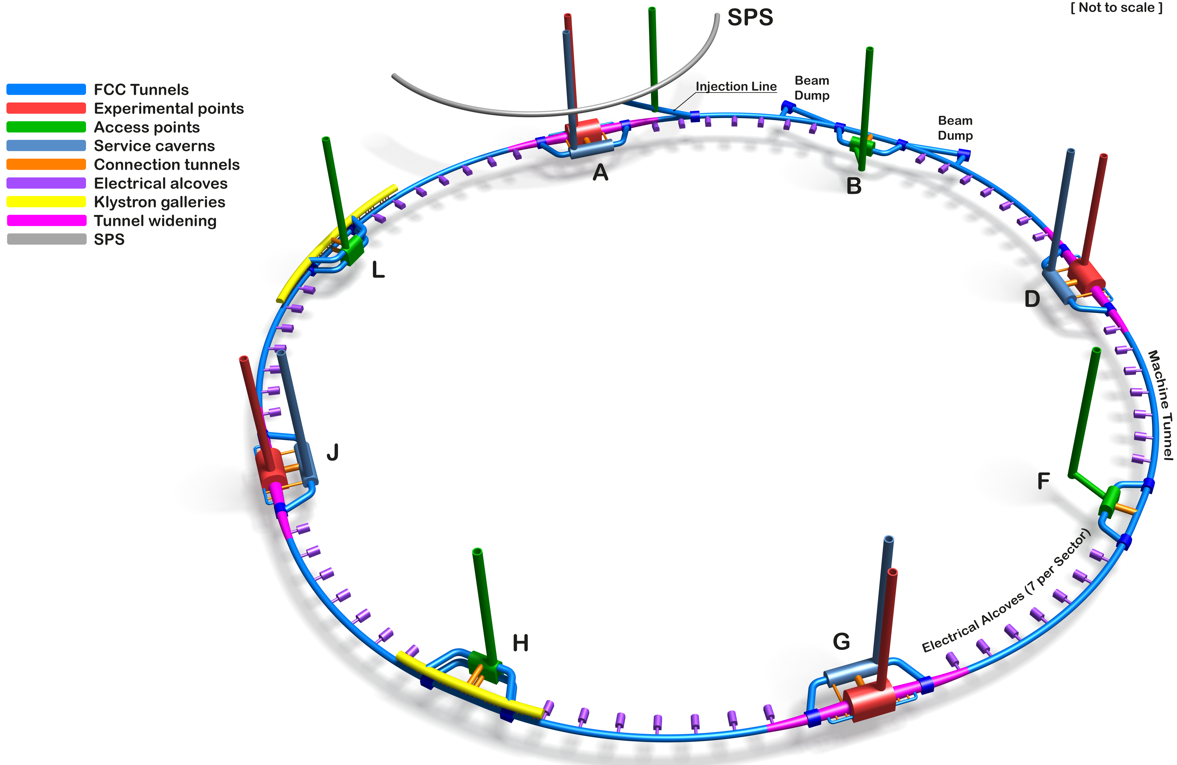 [ Not to scale ]
SPS
Injection Line
Beam
Dump
Beam
Dump
FCC Tunnels
Experimental points
Access points
Service caverns
Connection tunnels
Electrical alcoves
Klystron galleries
Tunnel widening
SPS
A
B
L
D
Machine Tunnel
J
F
Electrical Alcoves (7 per Sector)
H
G